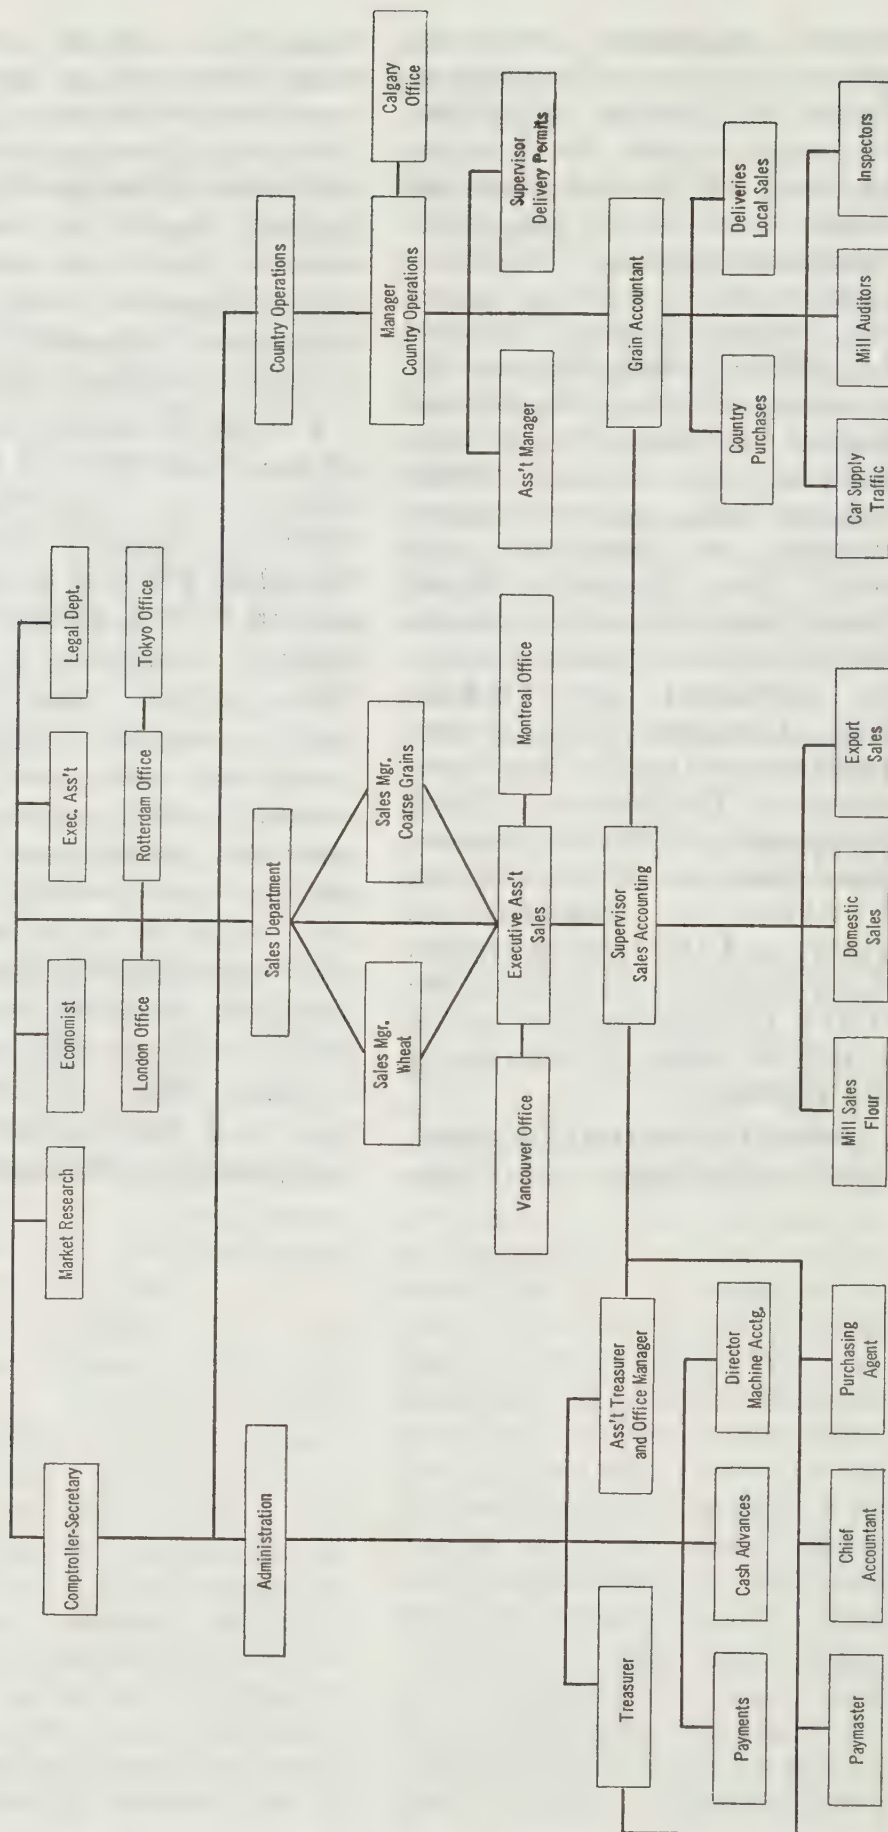 Comptroller-Secretary
Market Research
Economist
Exec. Ass't
Legal Dept.
London Office
Rotterdam Office
Tokyo Office
Administration
Sales Department
Country Operations
Sales Mgr.
Wheat
Sales Mgr.
Coarse Grains
Manager
Country Operations
Calgary
Office
Vancouver Office
Executive Ass't
Sales
Montreal Office
Ass't Manager
Supervisor
Delivery Permits
Treasurer
Ass't Treasurer
and Office Manager
Supervisor
Sales Accounting
Grain Accountant
Payments
Cash Advances
Director
Machine Acctg.
Country
Purchases
Deliveries
Local Sales
Paymaster
Chief
Accountant
Purchasing
Agent
Mill Sales
Flour
Domestic
Sales
Export
Sales
Car Supply
Traffic
Mill Auditors
Inspectors